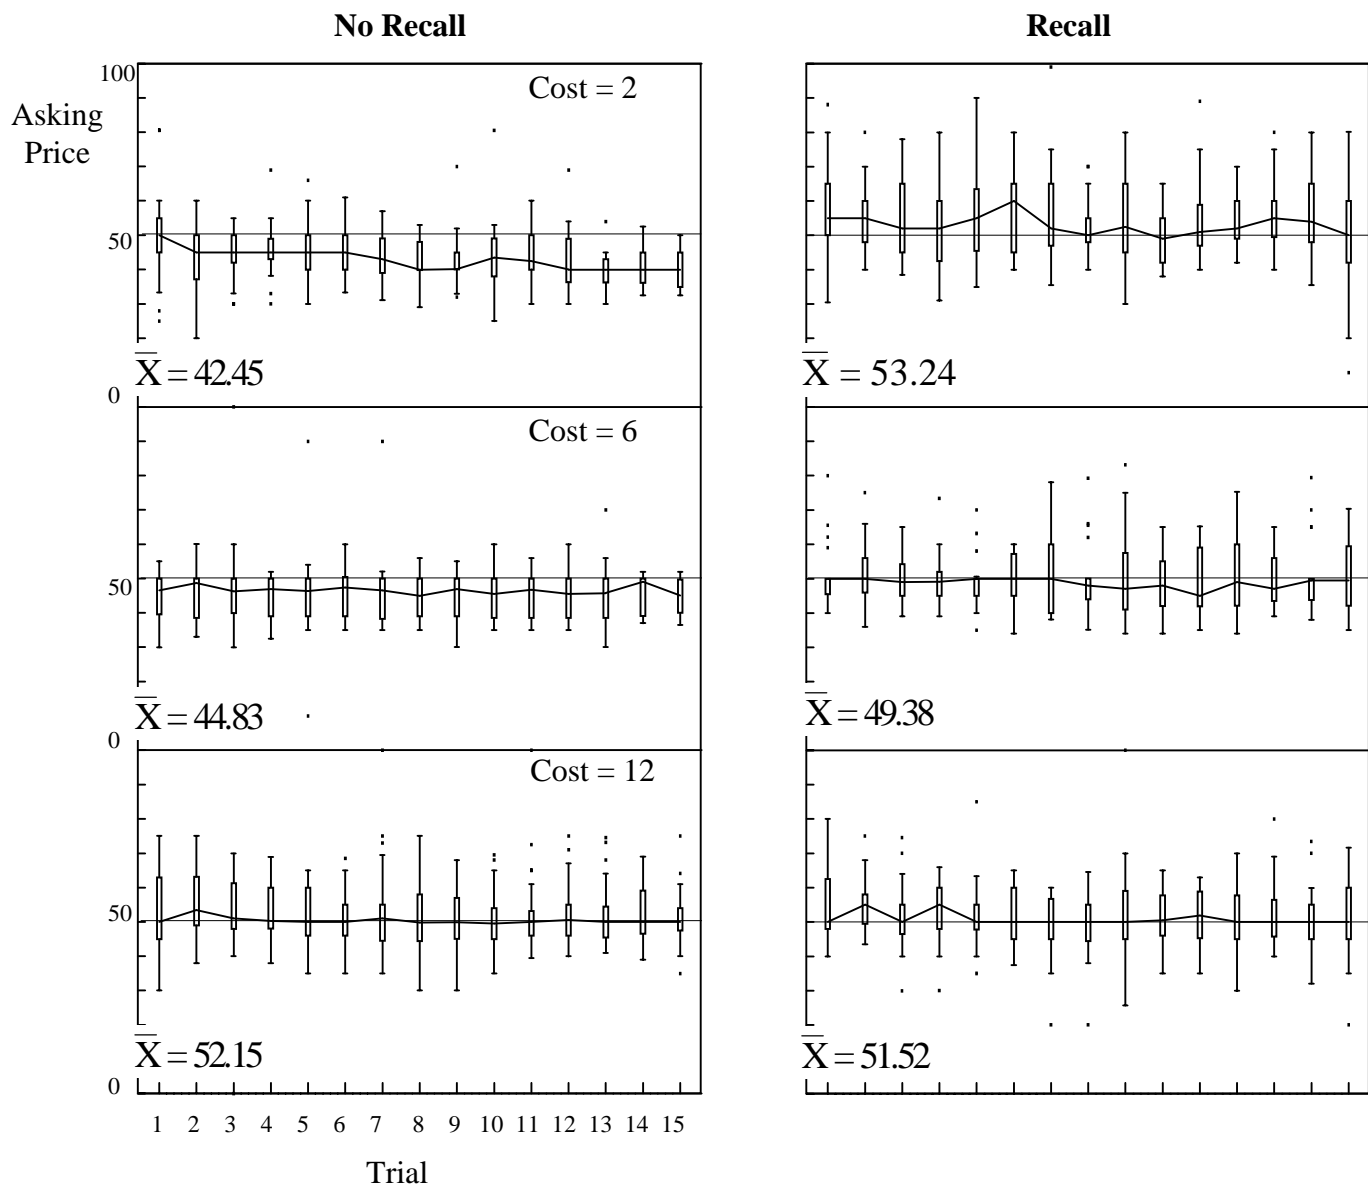 No Recall
Recall
100
Cost = 2
Asking
Price
50
X̅ = 42.45
X̅ = 53.24
0
Cost = 6
50
X̅ = 44.83
X̅ = 49.38
0
Cost = 12
50
X̅ = 52.15
X̅ = 51.52
0
1 2 3 4 5 6 7 8 9 10 11 12 13 14 15
Trial